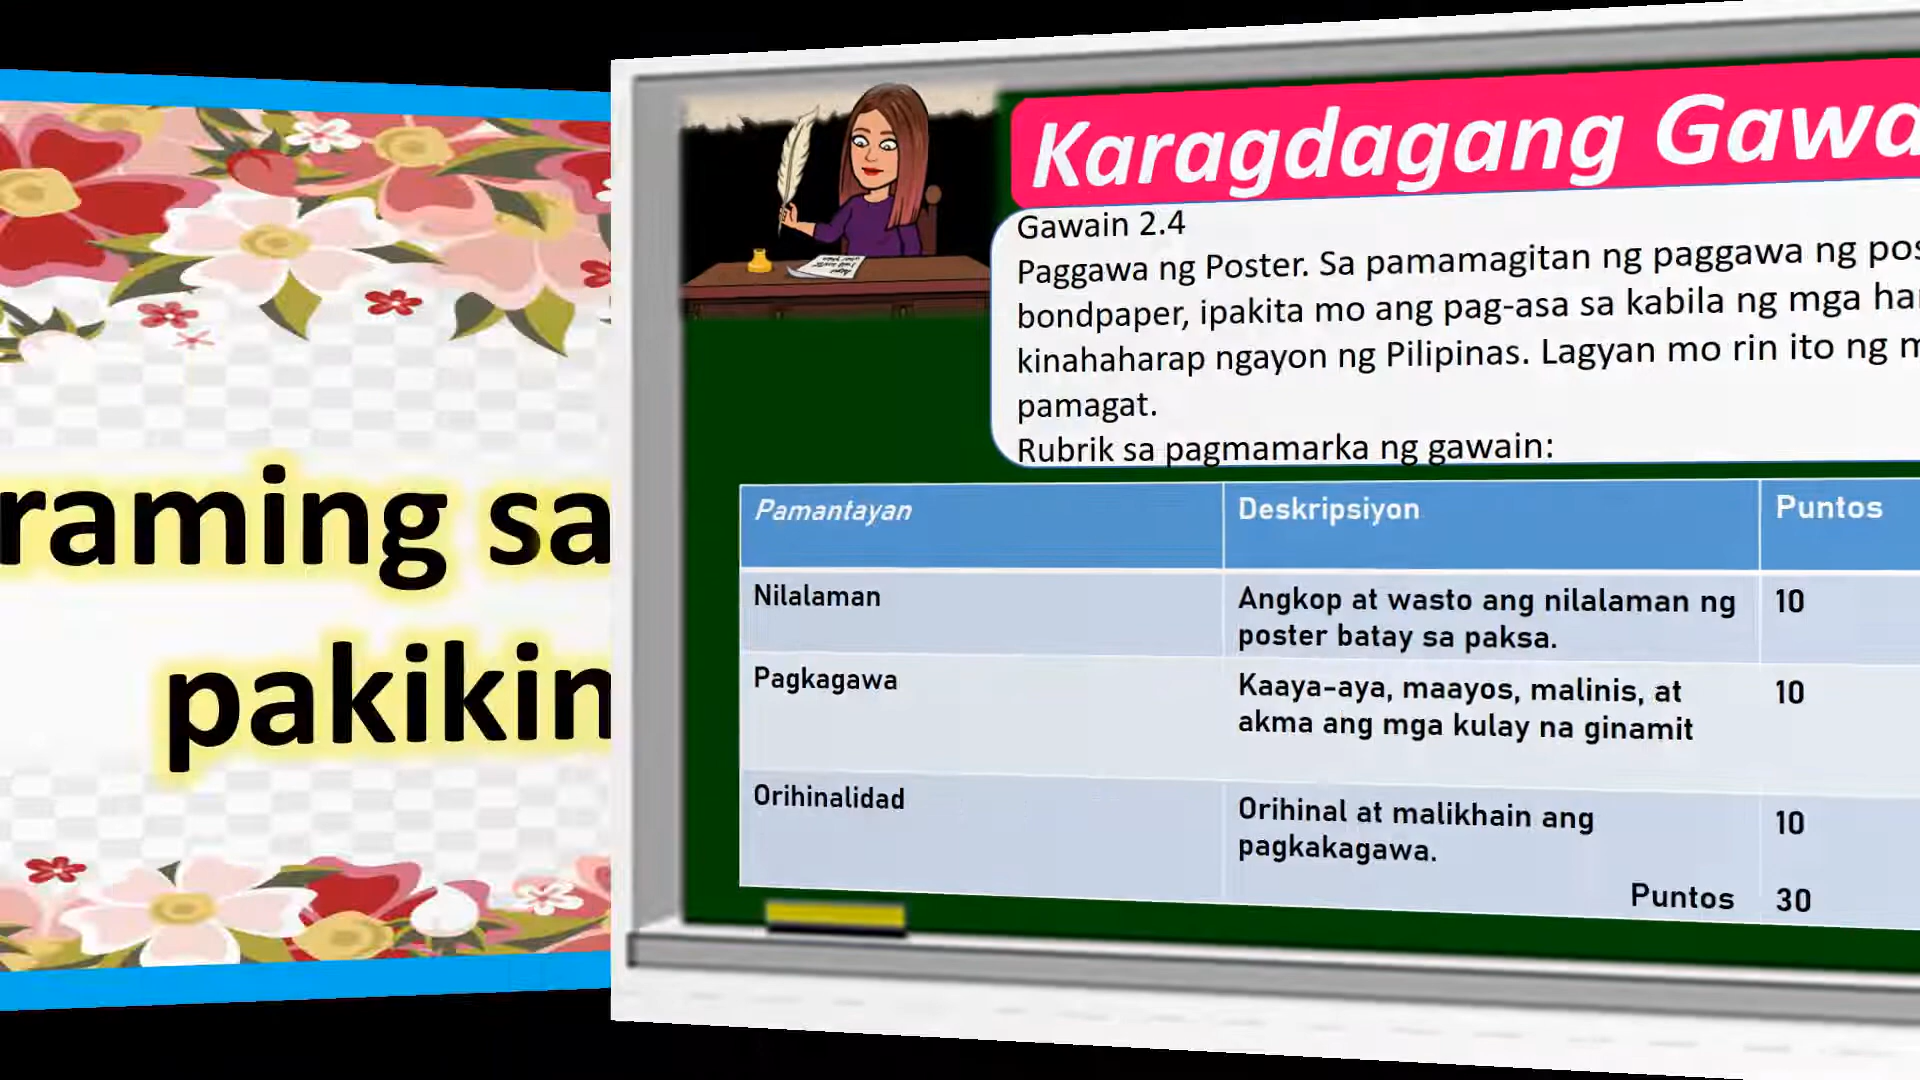 raming sa
pakikin
Karagdagang Gawa
Gawain 2.4
Paggawa ng Poster. Sa pamamagitan ng paggawa ng pos
bondpaper, ipakita mo ang pag-asa sa kabila ng mga ha
kinahaharap ngayon ng Pilipinas. Lagyan mo rin ito ng m
pamagat.
Rubrik sa pagmamarka ng gawain:
Pamantayan Deskripsiyon Puntos
Nilalaman Angkop at wasto ang nilalaman ng 10
poster batay sa paksa.
Pagkagawa Kaaya-aya, maayos, malinis, at 10
akma ang mga kulay na ginamit
Orihinalidad Orihinal at malikhain ang 10
pagkakagawa.
Puntos 30